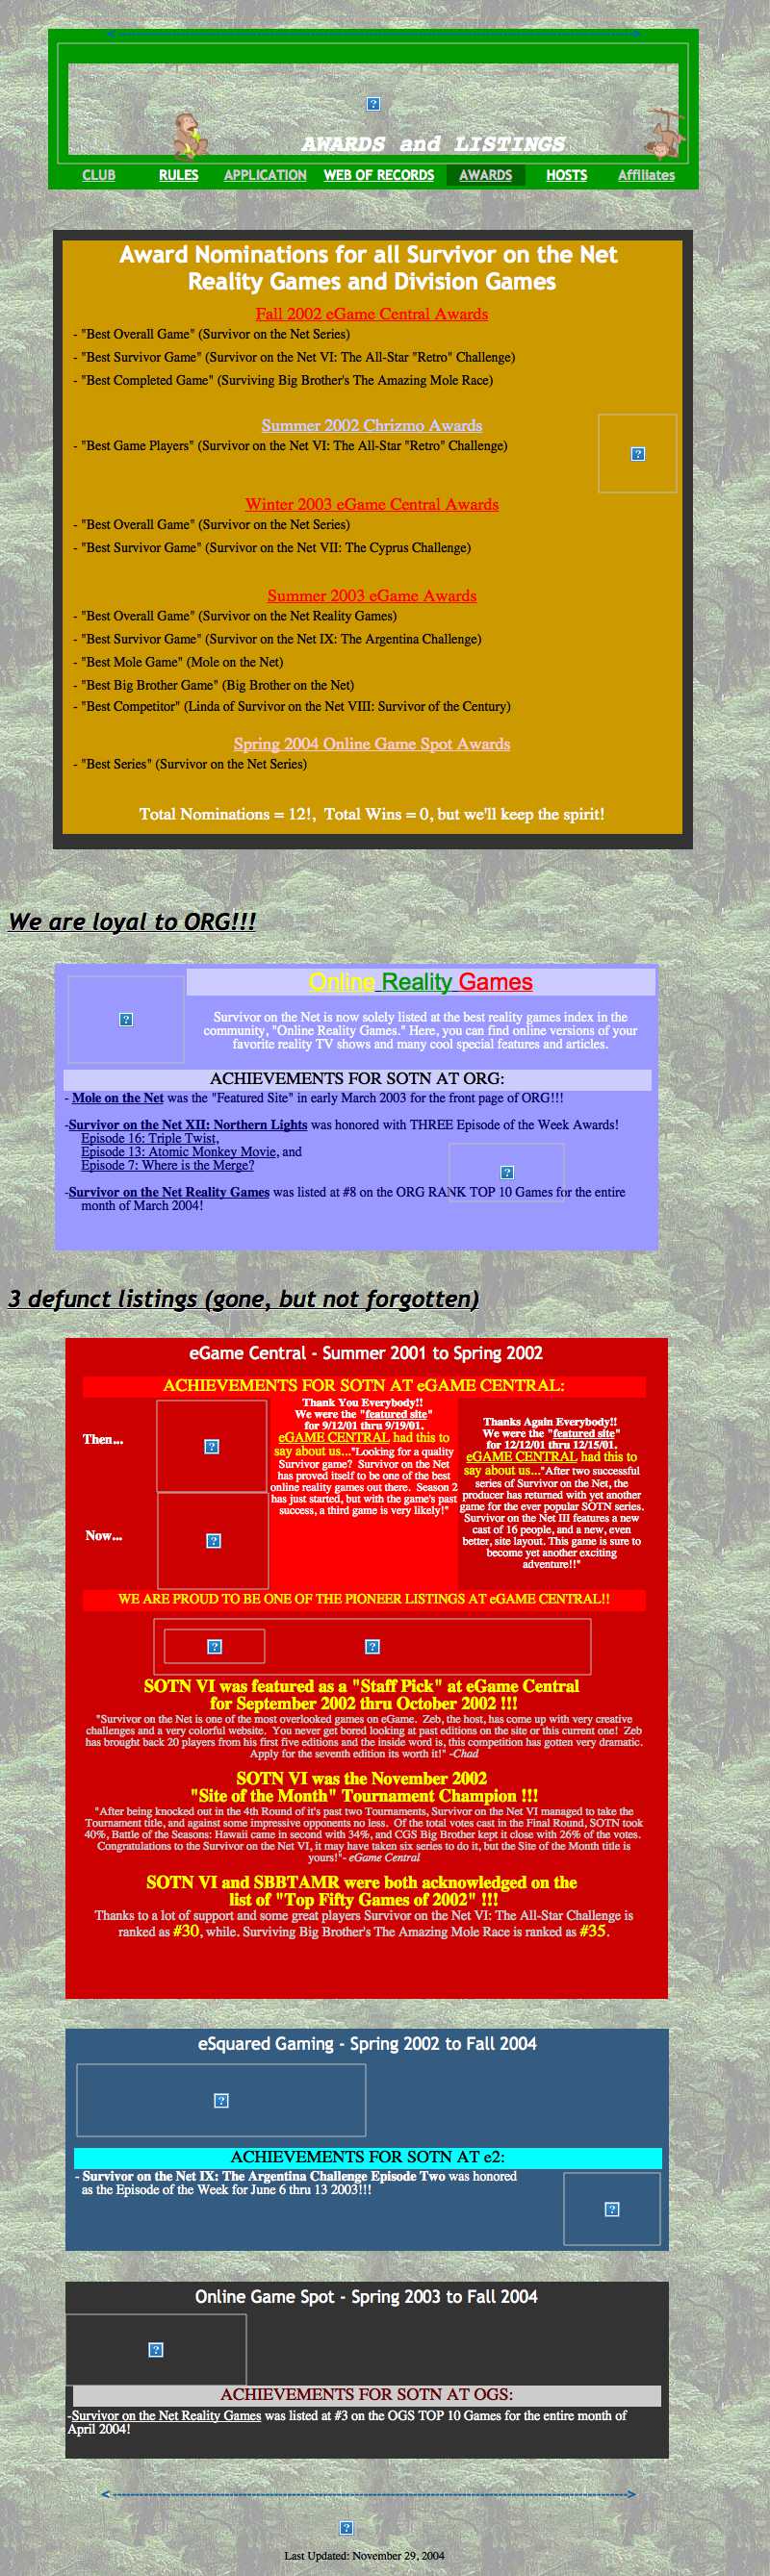 < ------------------------------------------------------------------------------------------------------------------->
AWARDS and LISTINGS
CLUB RULES APPLICATION WEB OF RECORDS AWARDS HOSTS Affiliates
Award Nominations for all Survivor on the Net
Reality Games and Division Games
Fall 2002 eGame Central Awards
- "Best Overall Game" (Survivor on the Net Series)
- "Best Survivor Game" (Survivor on the Net VI: The All-Star "Retro" Challenge)
- "Best Completed Game" (Surviving Big Brother's The Amazing Mole Race)
Summer 2002 Chrizmo Awards
- "Best Game Players" (Survivor on the Net VI: The All-Star "Retro" Challenge)
Winter 2003 eGame Central Awards
- "Best Overall Game" (Survivor on the Net Series)
- "Best Survivor Game" (Survivor on the Net VII: The Cyprus Challenge)
Summer 2003 eGame Awards
- "Best Overall Game" (Survivor on the Net Reality Games)
- "Best Survivor Game" (Survivor on the Net IX: The Argentina Challenge)
- "Best Mole Game" (Mole on the Net)
- "Best Big Brother Game" (Big Brother on the Net)
- "Best Competitor" (Linda of Survivor on the Net VIII: Survivor of the Century)
Spring 2004 Online Game Spot Awards
- "Best Series" (Survivor on the Net Series)
Total Nominations = 12!,  Total Wins = 0, but we'll keep the spirit!
We are loyal to ORG!!!
Online Reality Games
Survivor on the Net is now solely listed at the best reality games index in the
community, "Online Reality Games." Here, you can find online versions of your
favorite reality TV shows and many cool special features and articles.
ACHIEVEMENTS FOR SOTN AT ORG:
- Mole on the Net was the "Featured Site" in early March 2003 for the front page of ORG!!!
-Survivor on the Net XII: Northern Lights was honored with THREE Episode of the Week Awards!
Episode 16: Triple Twist,
Episode 13: Atomic Monkey Movie, and
Episode 7: Where is the Merge?
-Survivor on the Net Reality Games was listed at #8 on the ORG RANK TOP 10 Games for the entire
month of March 2004!
3 defunct listings (gone, but not forgotten)
eGame Central - Summer 2001 to Spring 2002
ACHIEVEMENTS FOR SOTN AT eGAME CENTRAL:
Then...
Now...
Thank You Everybody!!
We were the "featured site"
for 9/12/01 thru 9/19/01.
eGAME CENTRAL had this to
say about us..."Looking for a quality
Survivor game?  Survivor on the Net
has proved itself to be one of the best
online reality games out there.  Season 2
has just started, but with the game's past
success, a third game is very likely!"
Thanks Again Everybody!!
We were the "featured site"
for 12/12/01 thru 12/15/01.
eGAME CENTRAL had this to
say about us..."After two successful
series of Survivor on the Net, the
producer has returned with yet another
game for the ever popular SOTN series.
Survivor on the Net III features a new
cast of 16 people, and a new, even
better, site layout. This game is sure to
become yet another exciting
adventure!!"
WE ARE PROUD TO BE ONE OF THE PIONEER LISTINGS AT eGAME CENTRAL!!
SOTN VI was featured as a "Staff Pick" at eGame Central
for September 2002 thru October 2002 !!!
"Survivor on the Net is one of the most overlooked games on eGame.  Zeb, the host, has come up with very creative
challenges and a very colorful website.  You never get bored looking at past editions on the site or this current one!  Zeb
has brought back 20 players from his first five editions and the inside word is, this competition has gotten very dramatic.
Apply for the seventh edition its worth it!" -Chad
SOTN VI was the November 2002
"Site of the Month" Tournament Champion !!!
"After being knocked out in the 4th Round of it's past two Tournaments, Survivor on the Net VI managed to take the
Tournament title, and against some impressive opponents no less.  Of the total votes cast in the Final Round, SOTN took
40%, Battle of the Seasons: Hawaii came in second with 34%, and CGS Big Brother kept it close with 26% of the votes.
Congratulations to the Survivor on the Net VI, it may have taken six series to do it, but the Site of the Month title is
yours!"- eGame Central
SOTN VI and SBBTAMR were both acknowledged on the
list of "Top Fifty Games of 2002" !!!
Thanks to a lot of support and some great players Survivor on the Net VI: The All-Star Challenge is
ranked as #30, while. Surviving Big Brother's The Amazing Mole Race is ranked as #35.
eSquared Gaming - Spring 2002 to Fall 2004
ACHIEVEMENTS FOR SOTN AT e2:
- Survivor on the Net IX: The Argentina Challenge Episode Two was honored
as the Episode of the Week for June 6 thru 13 2003!!!
Online Game Spot - Spring 2003 to Fall 2004
ACHIEVEMENTS FOR SOTN AT OGS:
-Survivor on the Net Reality Games was listed at #3 on the OGS TOP 10 Games for the entire month of
April 2004!
< ------------------------------------------------------------------------------------------------------------------->
Last Updated: November 29, 2004